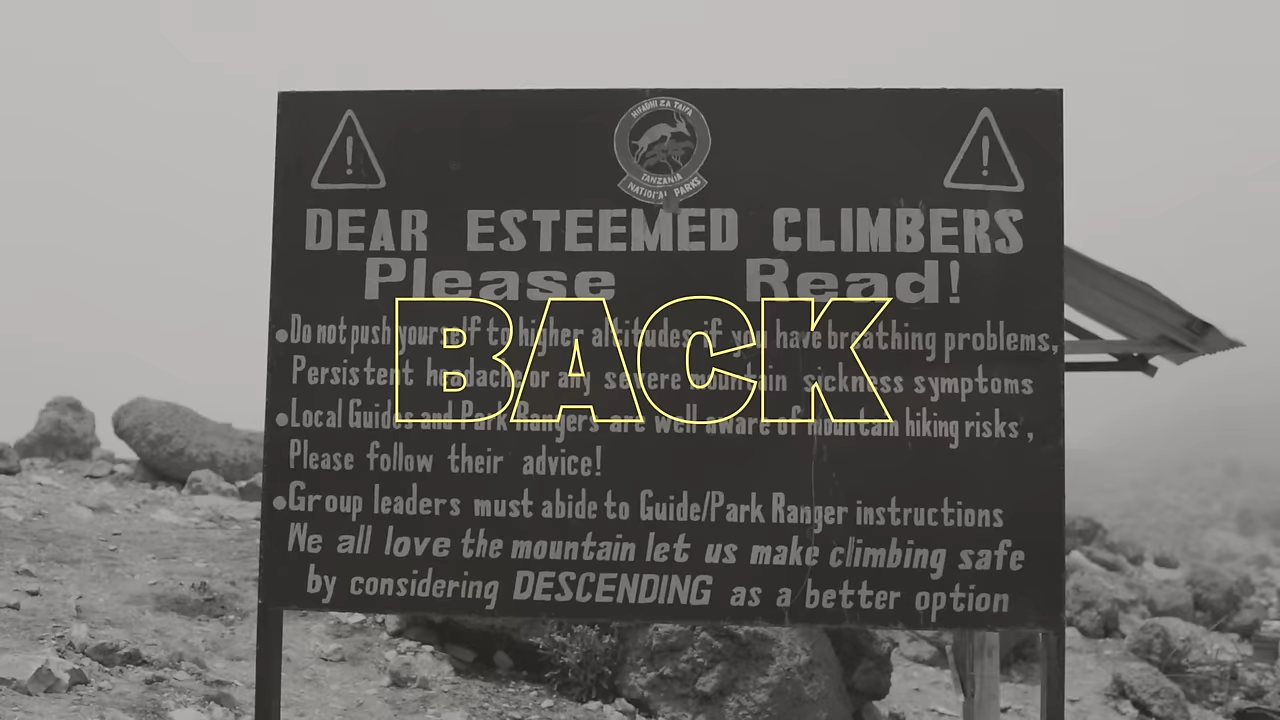 HIFADHI ZA TAIFA
TANZANIA
NATIONAL PARKS
DEAR ESTEEMED CLIMBERS
Please Read!
BACK
•Do not push yourself to higher altitudes if you have breathing problems,
Persistent headache or any severe mountain sickness symptoms
•Local Guides and Park Rangers are well aware of mountain hiking risks,
Please follow their advice!
•Group leaders must abide to Guide/Park Ranger instructions
We all love the mountain let us make climbing safe
by considering DESCENDING as a better option